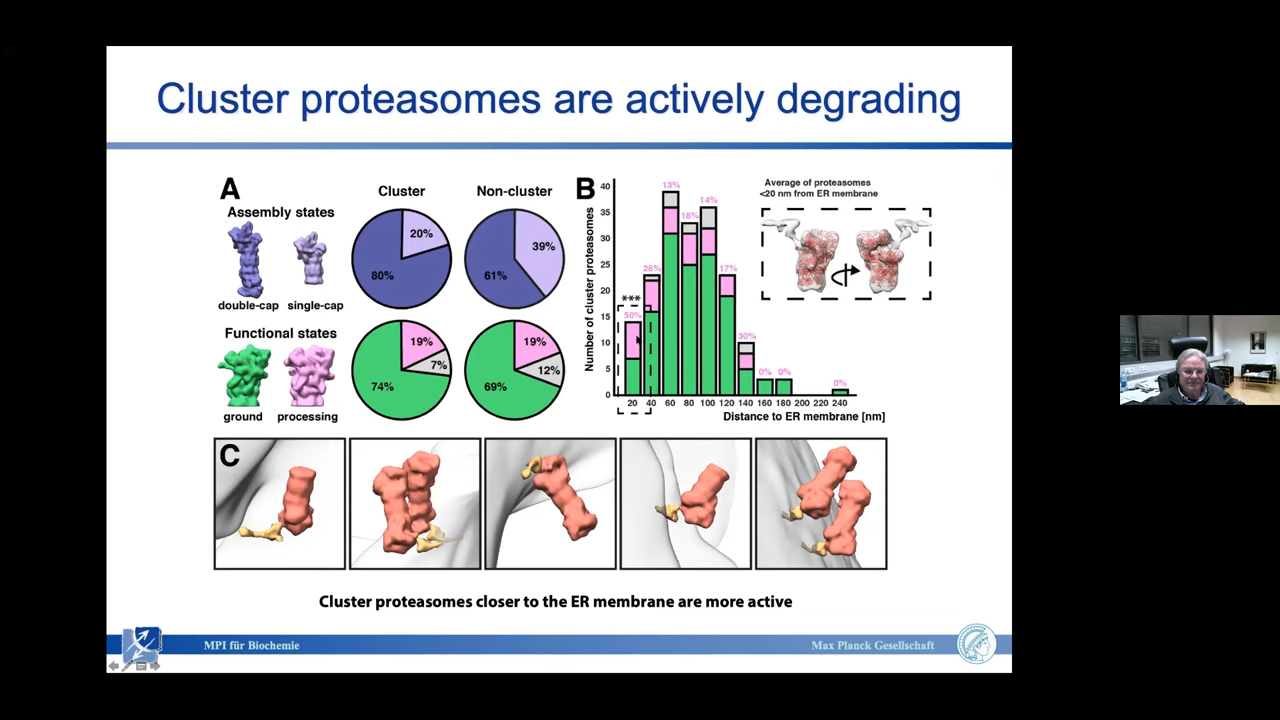 Cluster proteasomes are actively degrading
A
Cluster
Non-cluster
Assembly states
double-cap
single-cap
20%
80%
39%
61%
Functional states
ground
processing
19%
7%
74%
19%
12%
69%
B
Number of cluster proteasomes
40
35
30
25
20
15
10
5
0
***
50%
26%
13%
18%
14%
17%
30%
0%
0%
0%
20 40 60 80 100 120 140 160 180 200 220 240
Distance to ER membrane [nm]
Average of proteasomes
<20 nm from ER membrane
C
Cluster proteasomes closer to the ER membrane are more active
MPI für Biochemie
Max Planck Gesellschaft